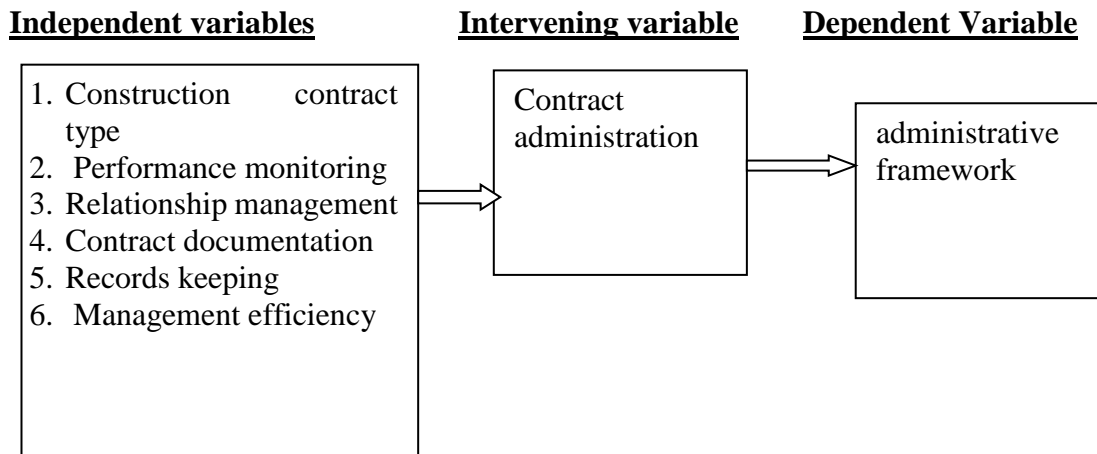 Independent variables Intervening variable Dependent Variable
1. Construction contract
type
2. Performance monitoring
3. Relationship management
4. Contract documentation
5. Records keeping
6. Management efficiency
Contract
administration
administrative
framework